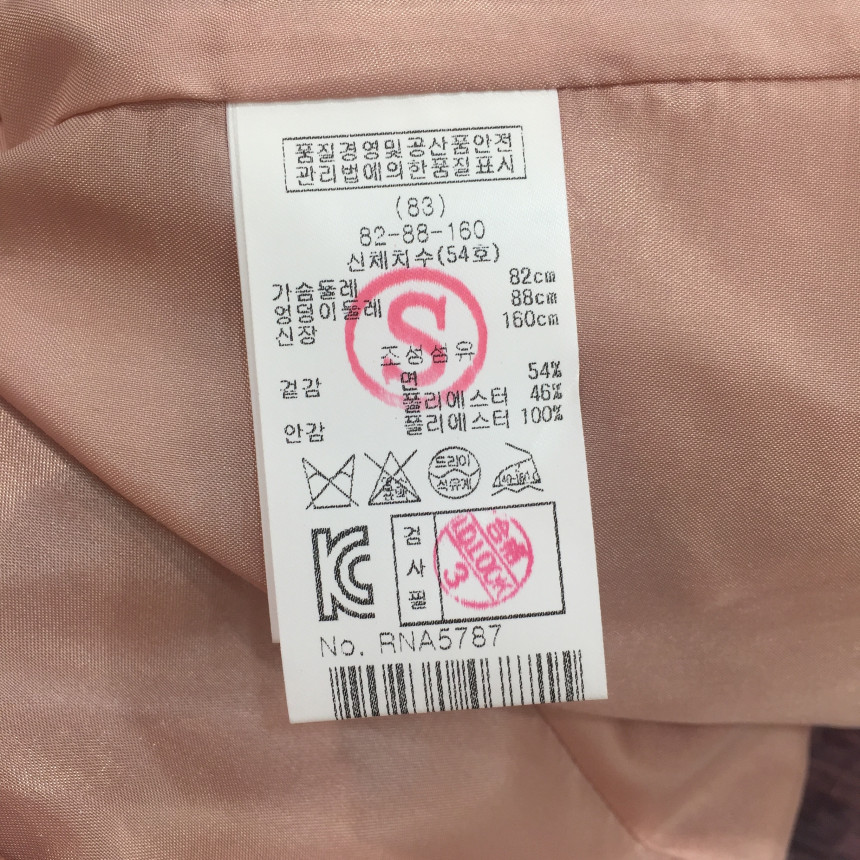 품질경영및공산품안전
관리법에의한품질표시
(83)
82-88-160
신체치수(54호)
가슴둘레 82cm
엉덩이둘레 88cm
신장 160cm
S
조성섬유
겉감 면 54%
폴리에스터 46%
안감 폴리에스터 100%
드라이
석유계
검
사
필
3
No. RNA5787